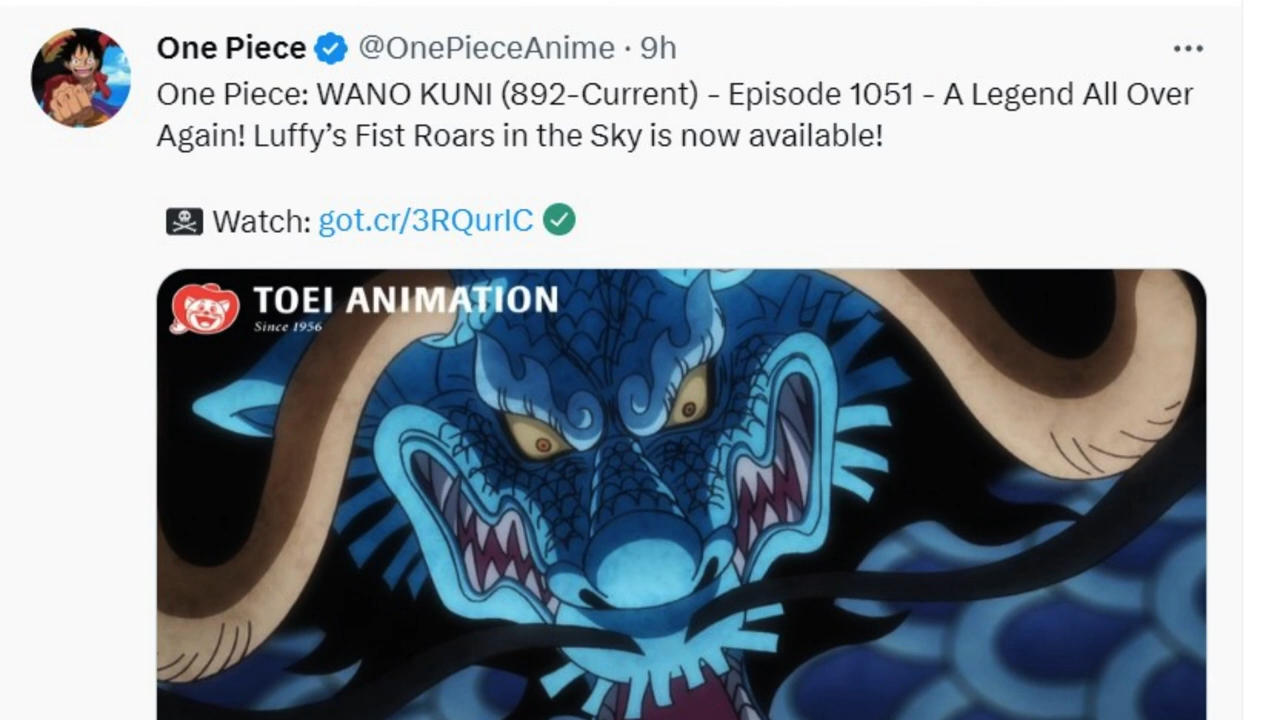 One Piece @OnePieceAnime · 9h
One Piece: WANO KUNI (892-Current) - Episode 1051 - A Legend All Over
Again! Luffy’s Fist Roars in the Sky is now available!
Watch: got.cr/3RQurIC
TOEI ANIMATION
Since 1956